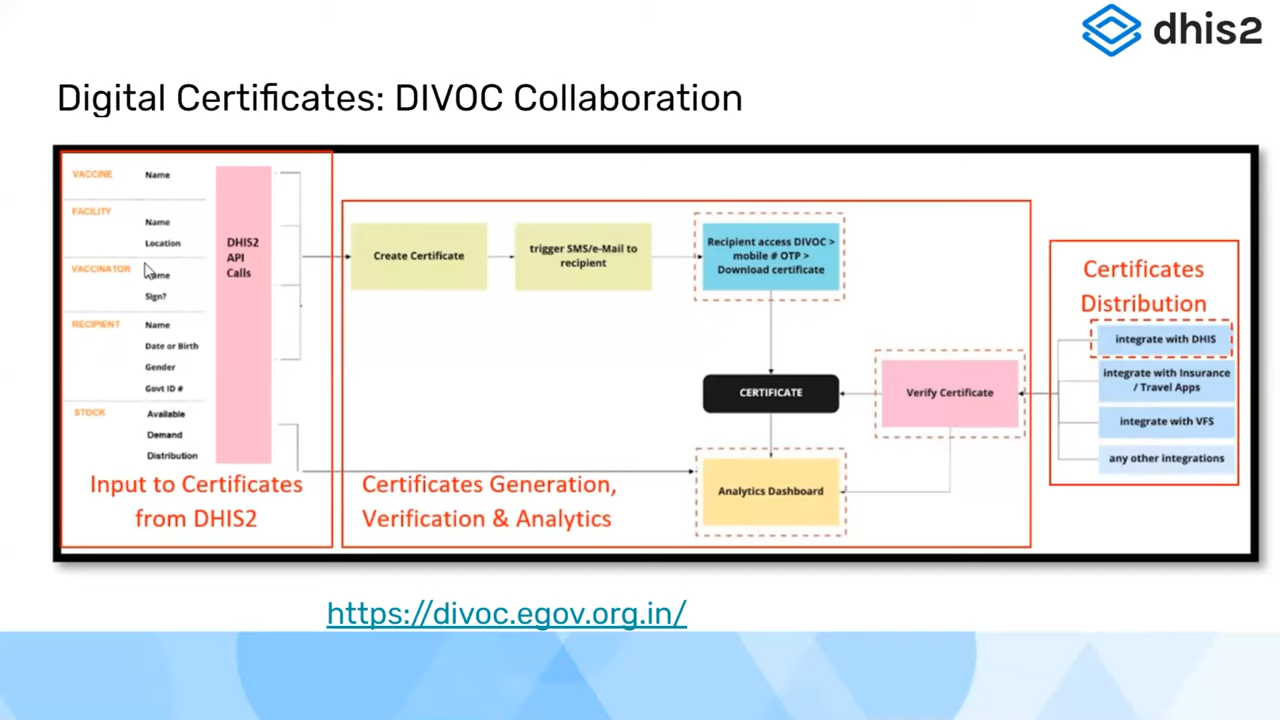 dhis2
Digital Certificates: DIVOC Collaboration
VACCINE
Name
FACILITY
Name
Location
VACCINATOR
Sign?
RECIPIENT
Name
Date or Birth
Gender
Govt ID #
STOCK
Available
Demand
Distribution
DHIS2
API
Calls
Input to Certificates
from DHIS2
Create Certificate
trigger SMS/e-Mail to
recipient
Recipient access DIVOC >
mobile # OTP >
Download certificate
CERTIFICATE
Verify Certificate
Analytics Dashboard
Certificates Generation,
Verification & Analytics
Certificates
Distribution
integrate with DHIS
integrate with Insurance
/ Travel Apps
integrate with VFS
any other integrations
https://divoc.egov.org.in/